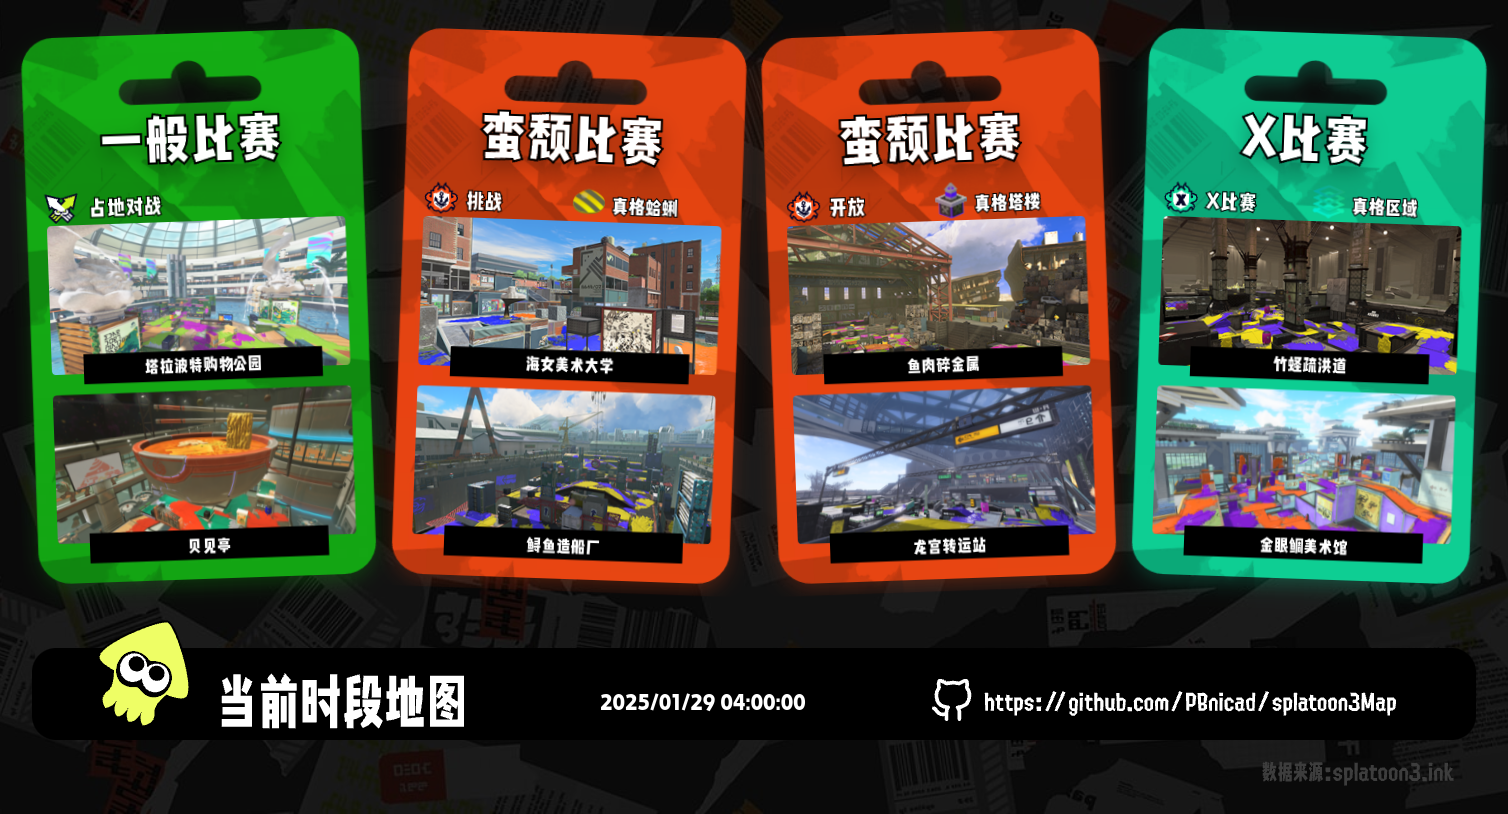 一般比赛
占地对战
塔拉波特购物公园
贝见亭
蛮颓比赛
挑战
真格蛤蜊
海女美术大学
鲟鱼造船厂
蛮颓比赛
开放
真格塔楼
鱼肉碎金属
龙宫转运站
X比赛
X比赛
真格区域
竹蛏疏洪道
金眼鲷美术馆
当前时段地图
2025/01/29 04:00:00
https://github.com/PBnicad/splatoon3Map
数据来源:splatoon3.ink